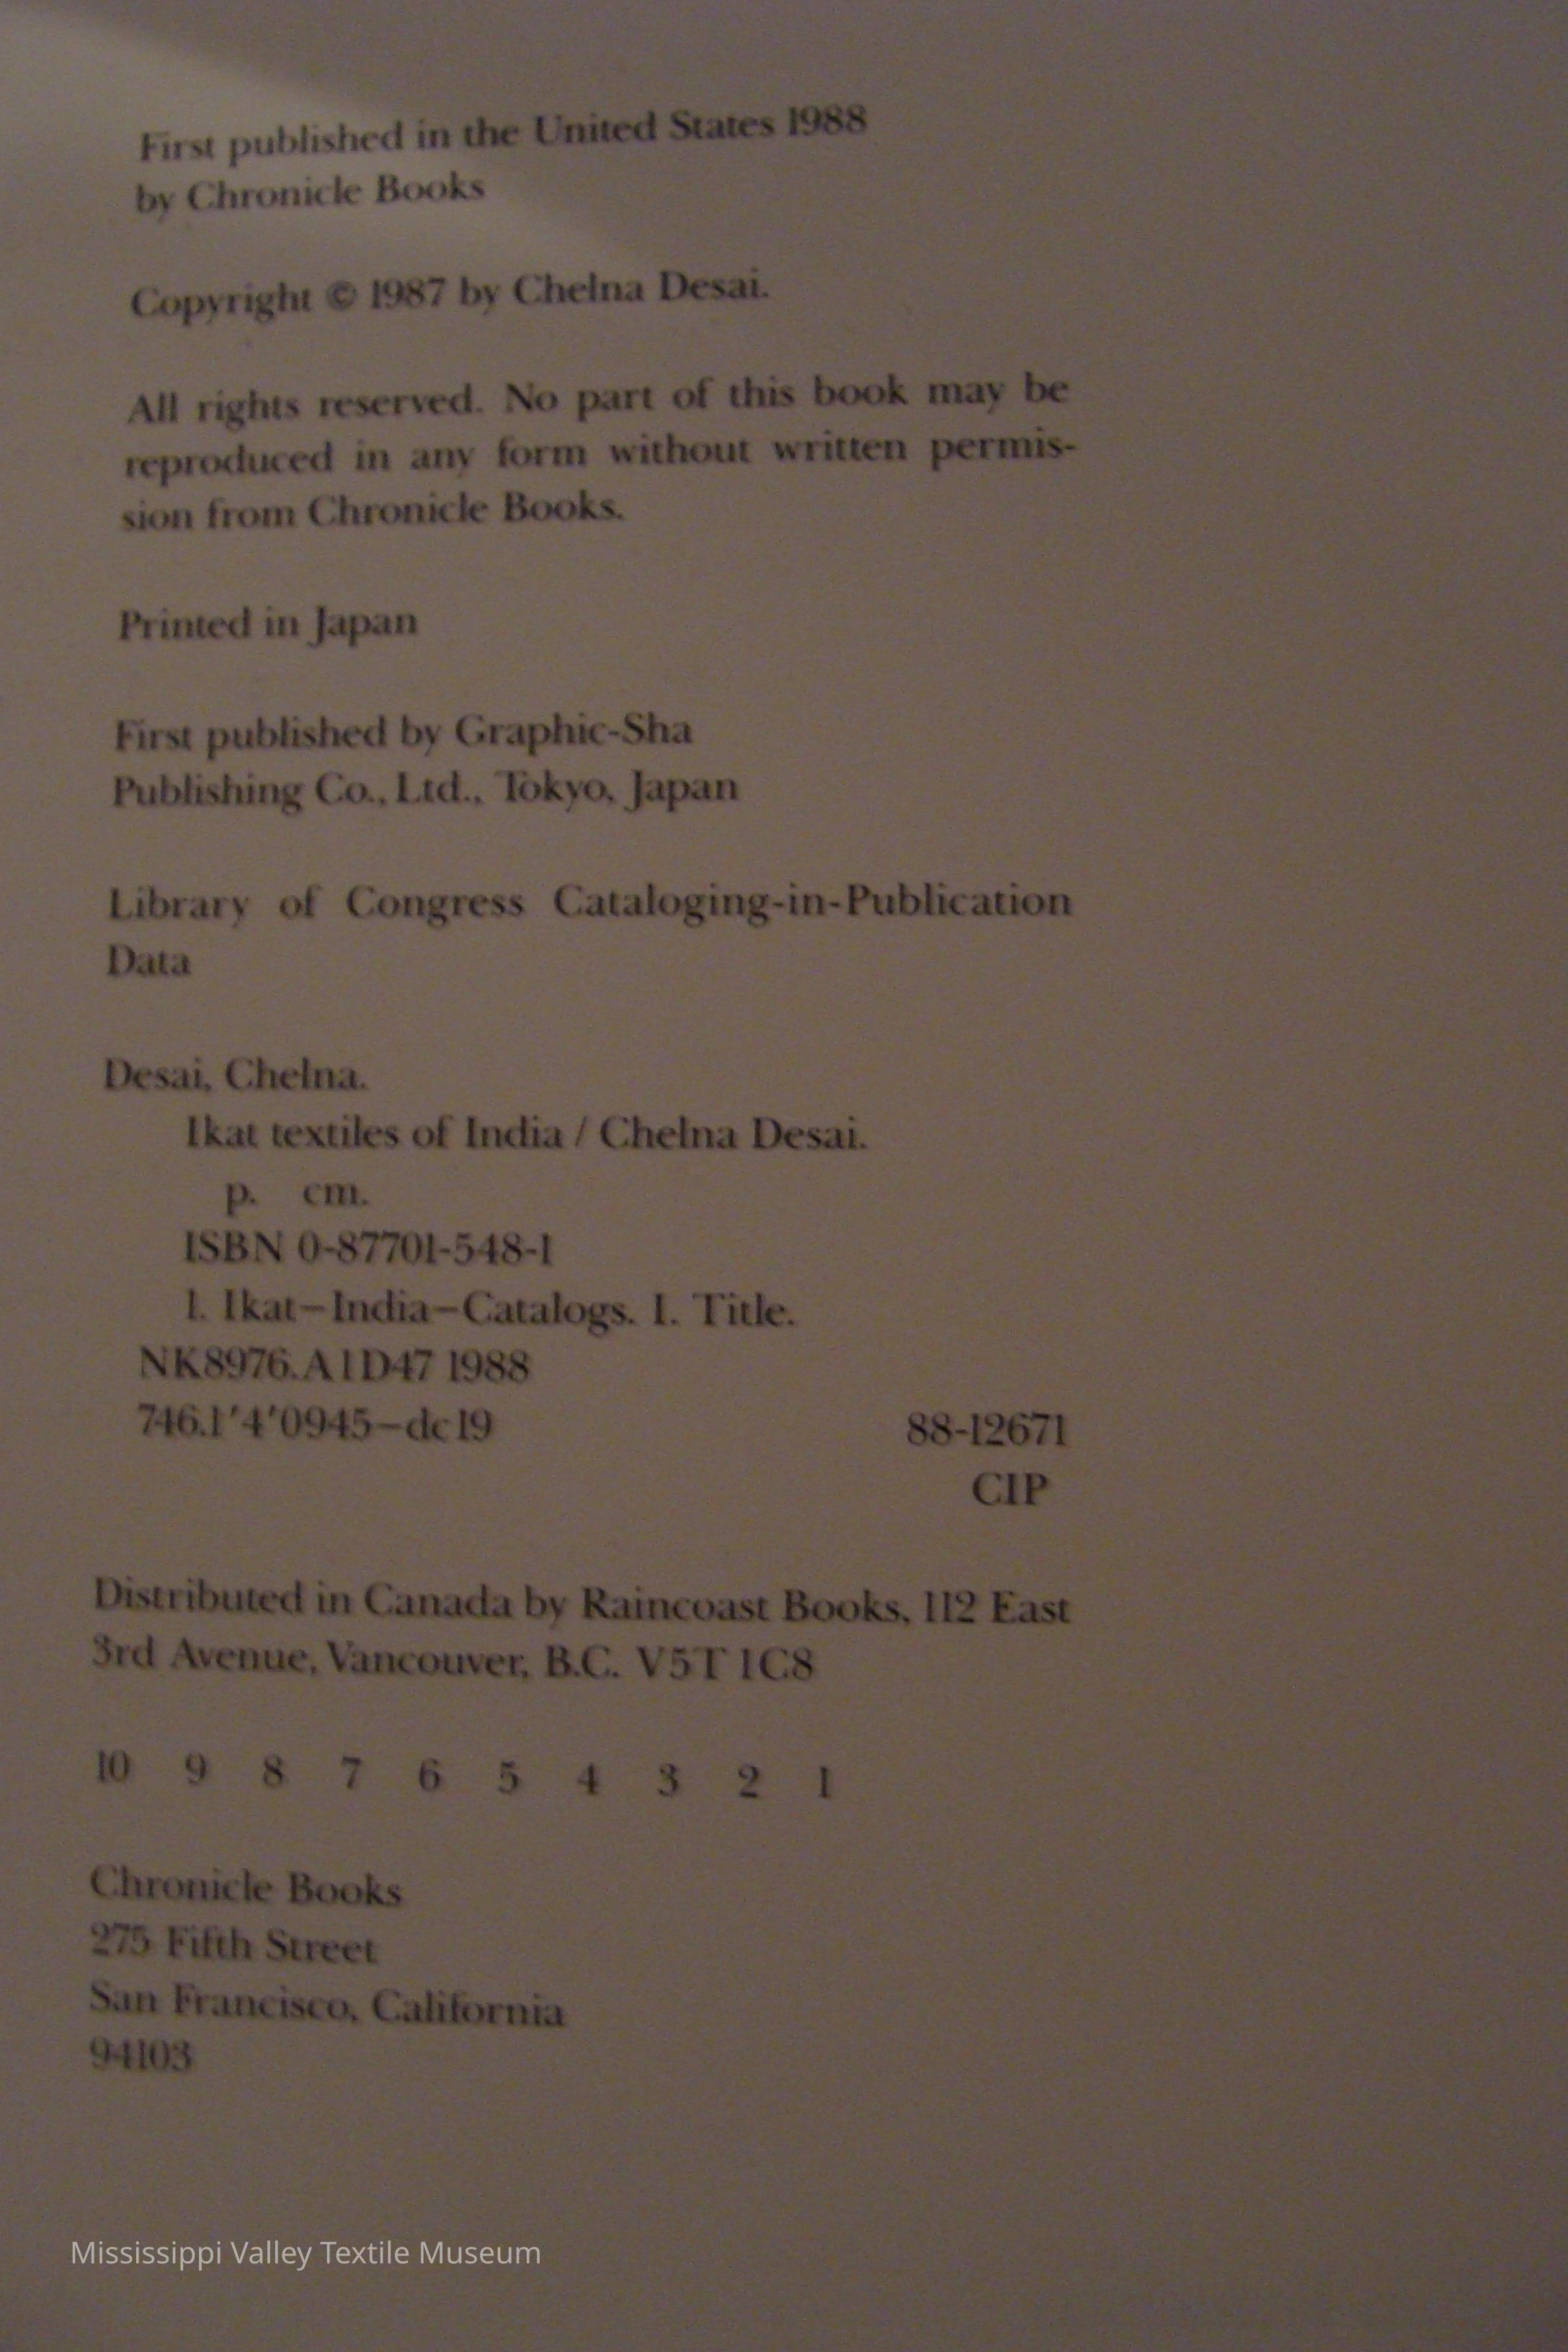 First published in the United States 1988
by Chronicle Books
Copyright © 1987 by Chelna Desai.
All rights reserved. No part of this book may be
reproduced in any form without written permis-
sion from Chronicle Books.
Printed in Japan
First published by Graphic-Sha
Publishing Co., Ltd., Tokyo, Japan
Library of Congress Cataloging-in-Publication
Data
Desai, Chelna.
Ikat textiles of India / Chelna Desai.
p. cm.
ISBN 0-87701-548-1
1. Ikat—India—Catalogs. I. Title.
NK8976.A1D47 1988
746.1′4′0945—dc19 88-12671
CIP
Distributed in Canada by Raincoast Books, 112 East
3rd Avenue, Vancouver, B.C. V5T 1C8
10 9 8 7 6 5 4 3 2 1
Chronicle Books
275 Fifth Street
San Francisco, California
94103
Mississippi Valley Textile Museum